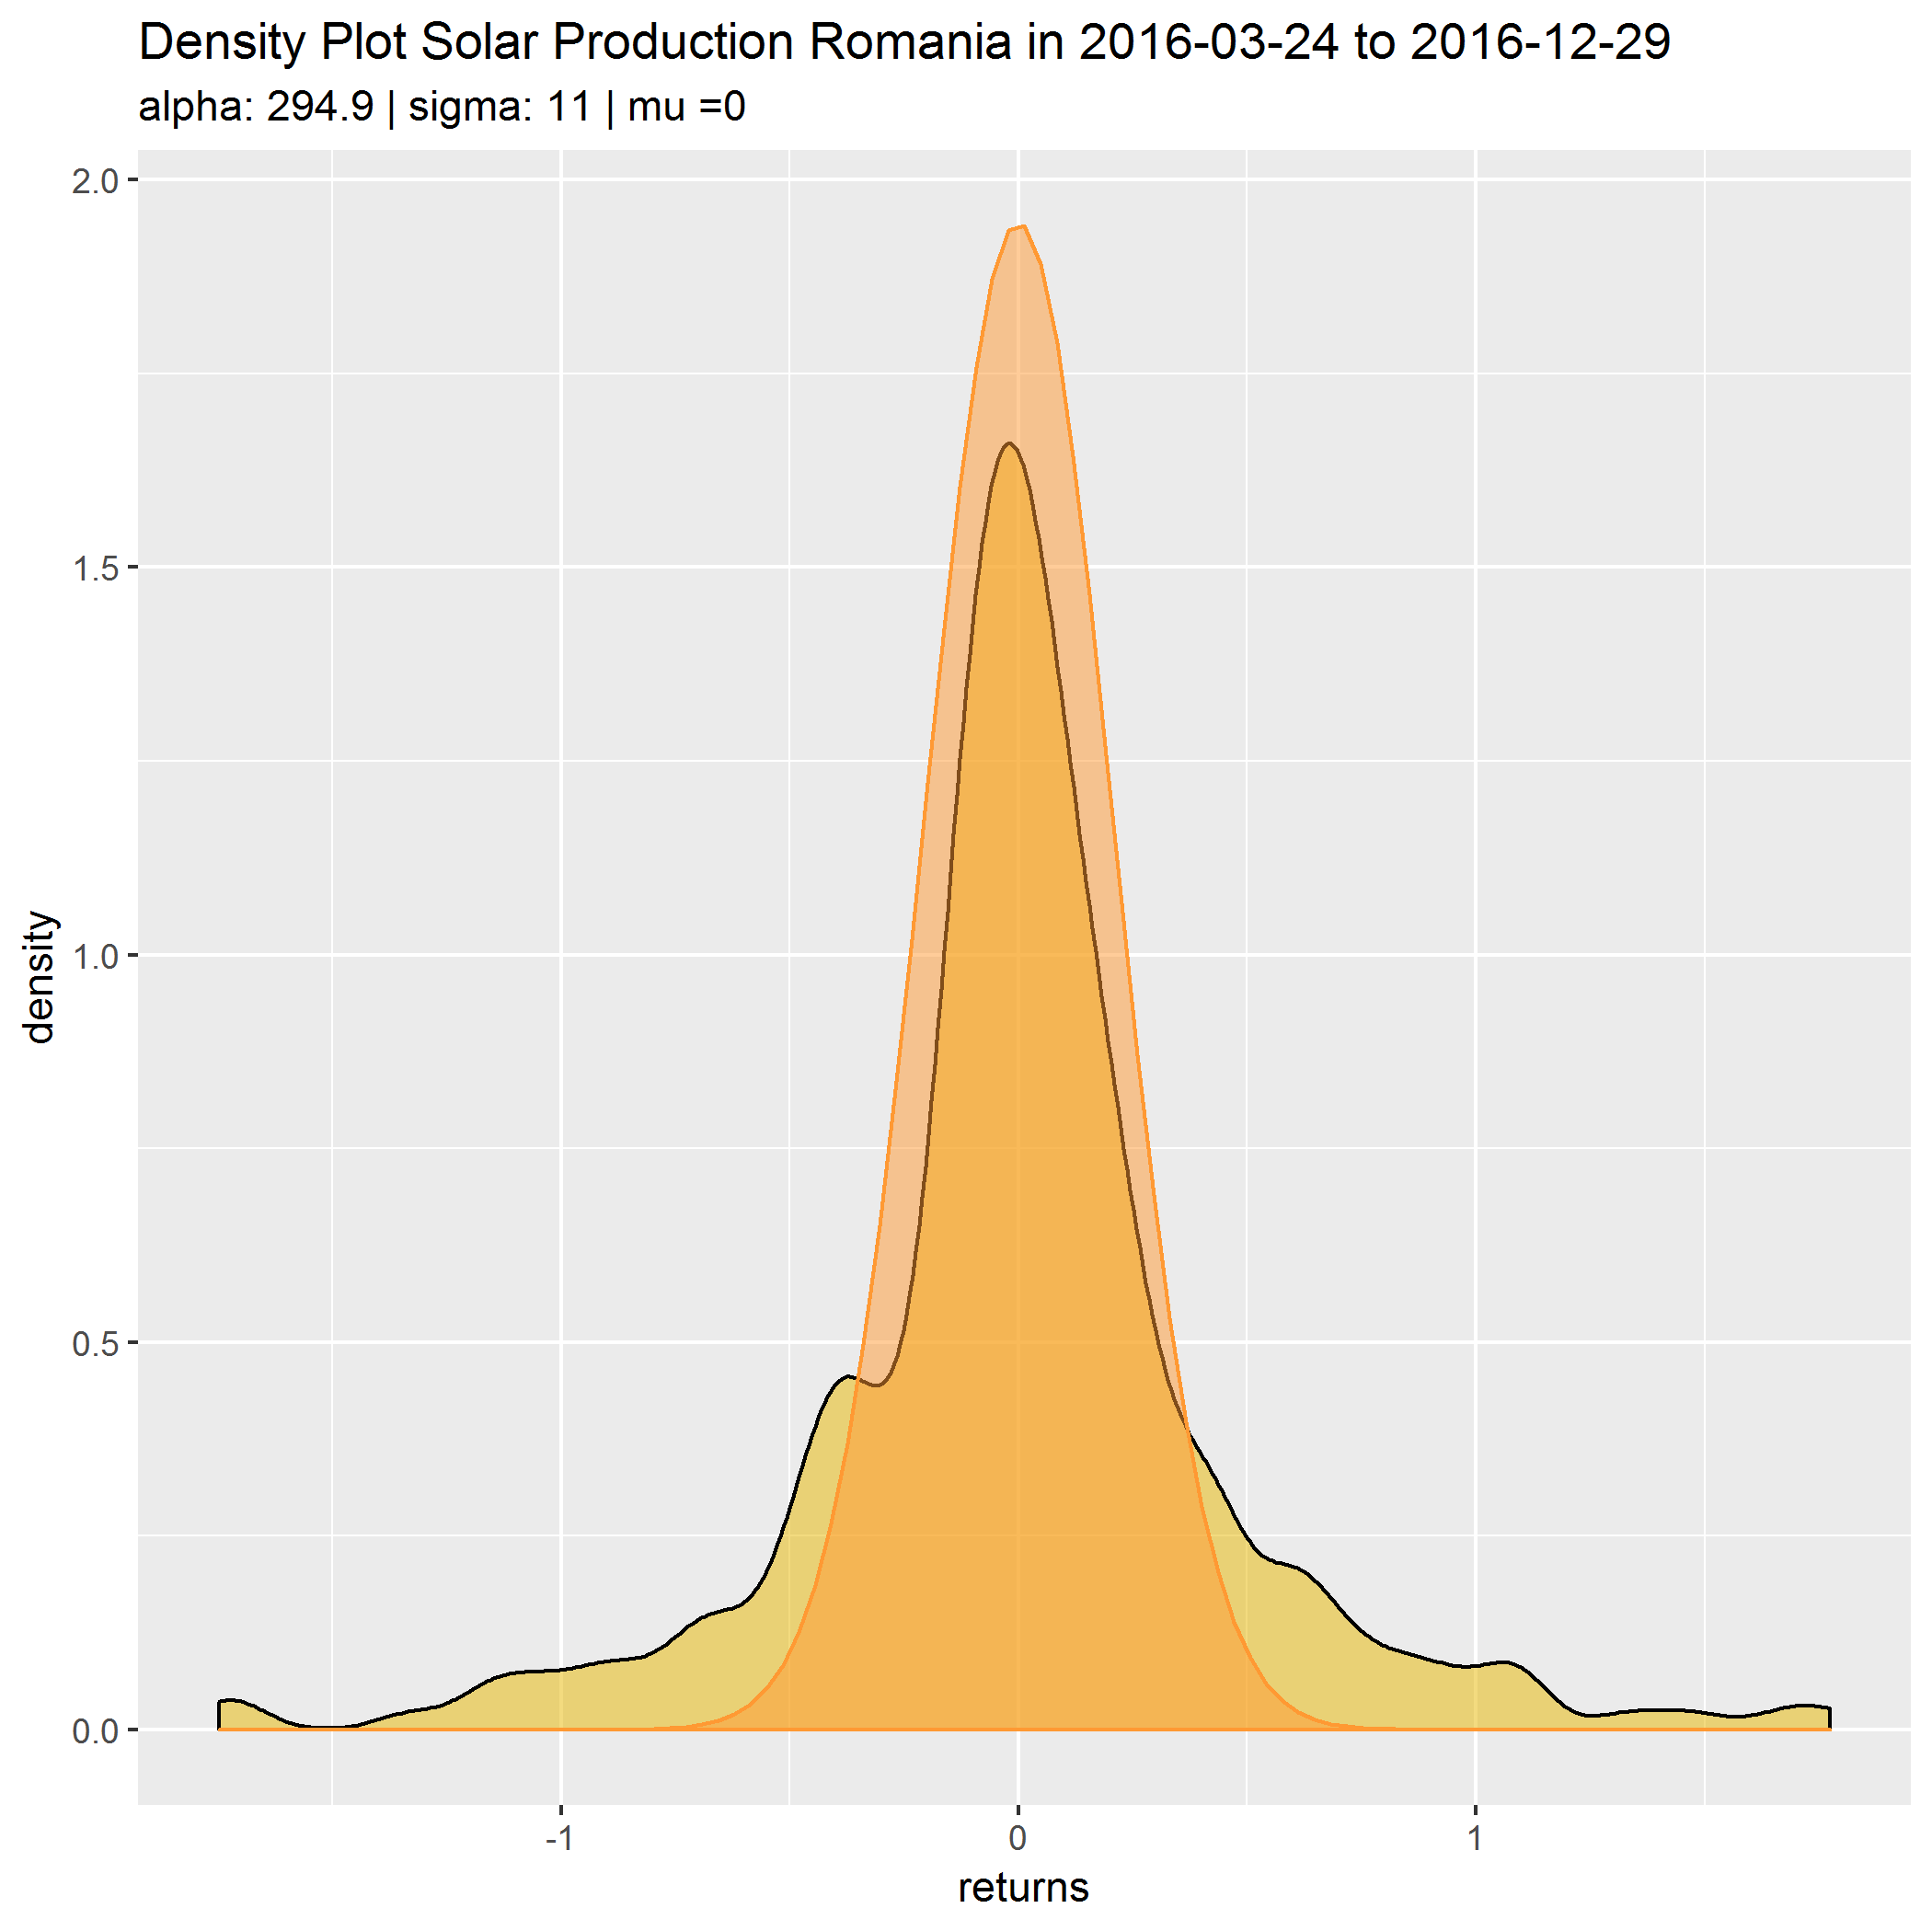 Density Plot Solar Production Romania in 2016-03-24 to 2016-12-29
alpha: 294.9 | sigma: 11 | mu =0
density
2.0
1.5
1.0
0.5
0.0
-1 0 1
returns